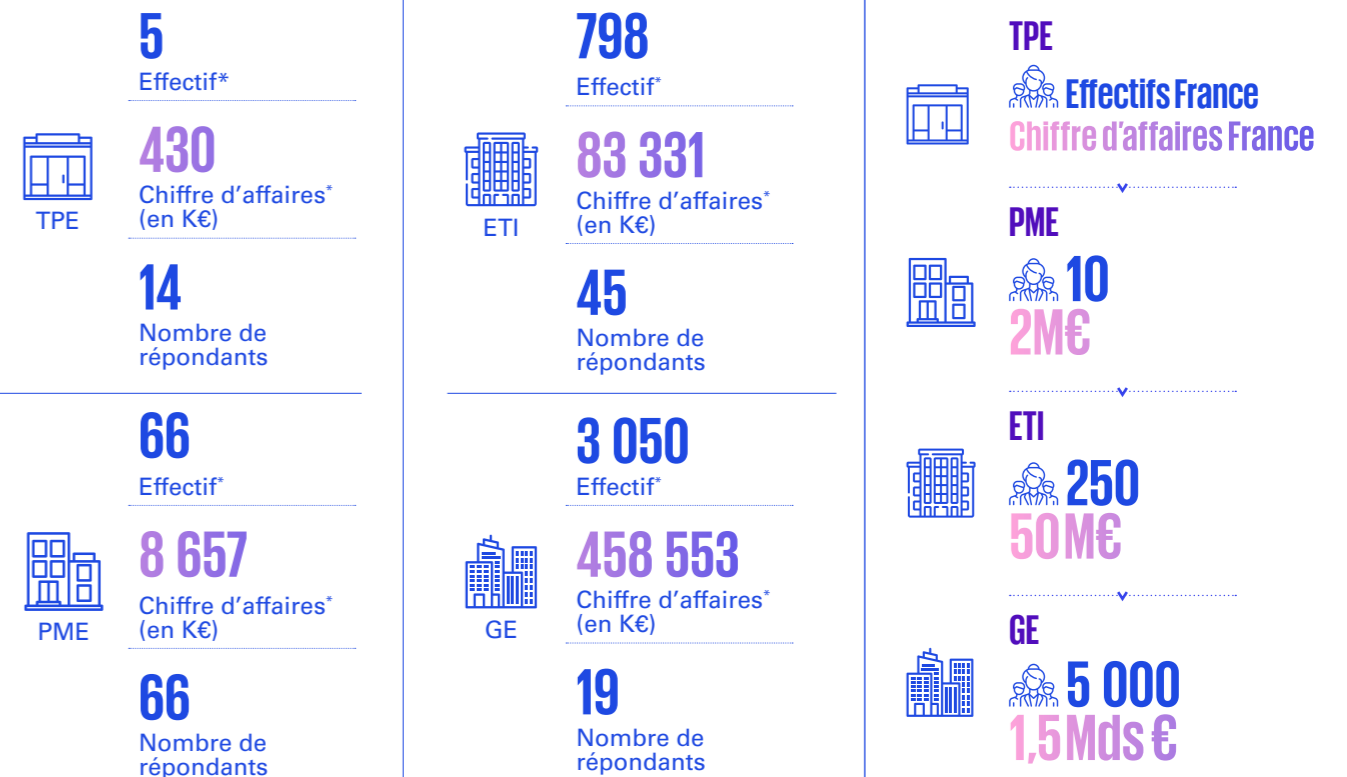 5
Effectif*
430
Chiffre d’affaires*
(en K€)
TPE
14
Nombre de
répondants
66
Effectif*
8 657
Chiffre d’affaires*
(en K€)
PME
66
Nombre de
répondants
798
Effectif*
83 331
Chiffre d’affaires*
(en K€)
ETI
45
Nombre de
répondants
3 050
Effectif*
458 553
Chiffre d’affaires*
(en K€)
GE
19
Nombre de
répondants
TPE
Effectifs France
Chiffre d’affaires France
PME
10
2M€
ETI
250
50M€
GE
5 000
1,5Mds €